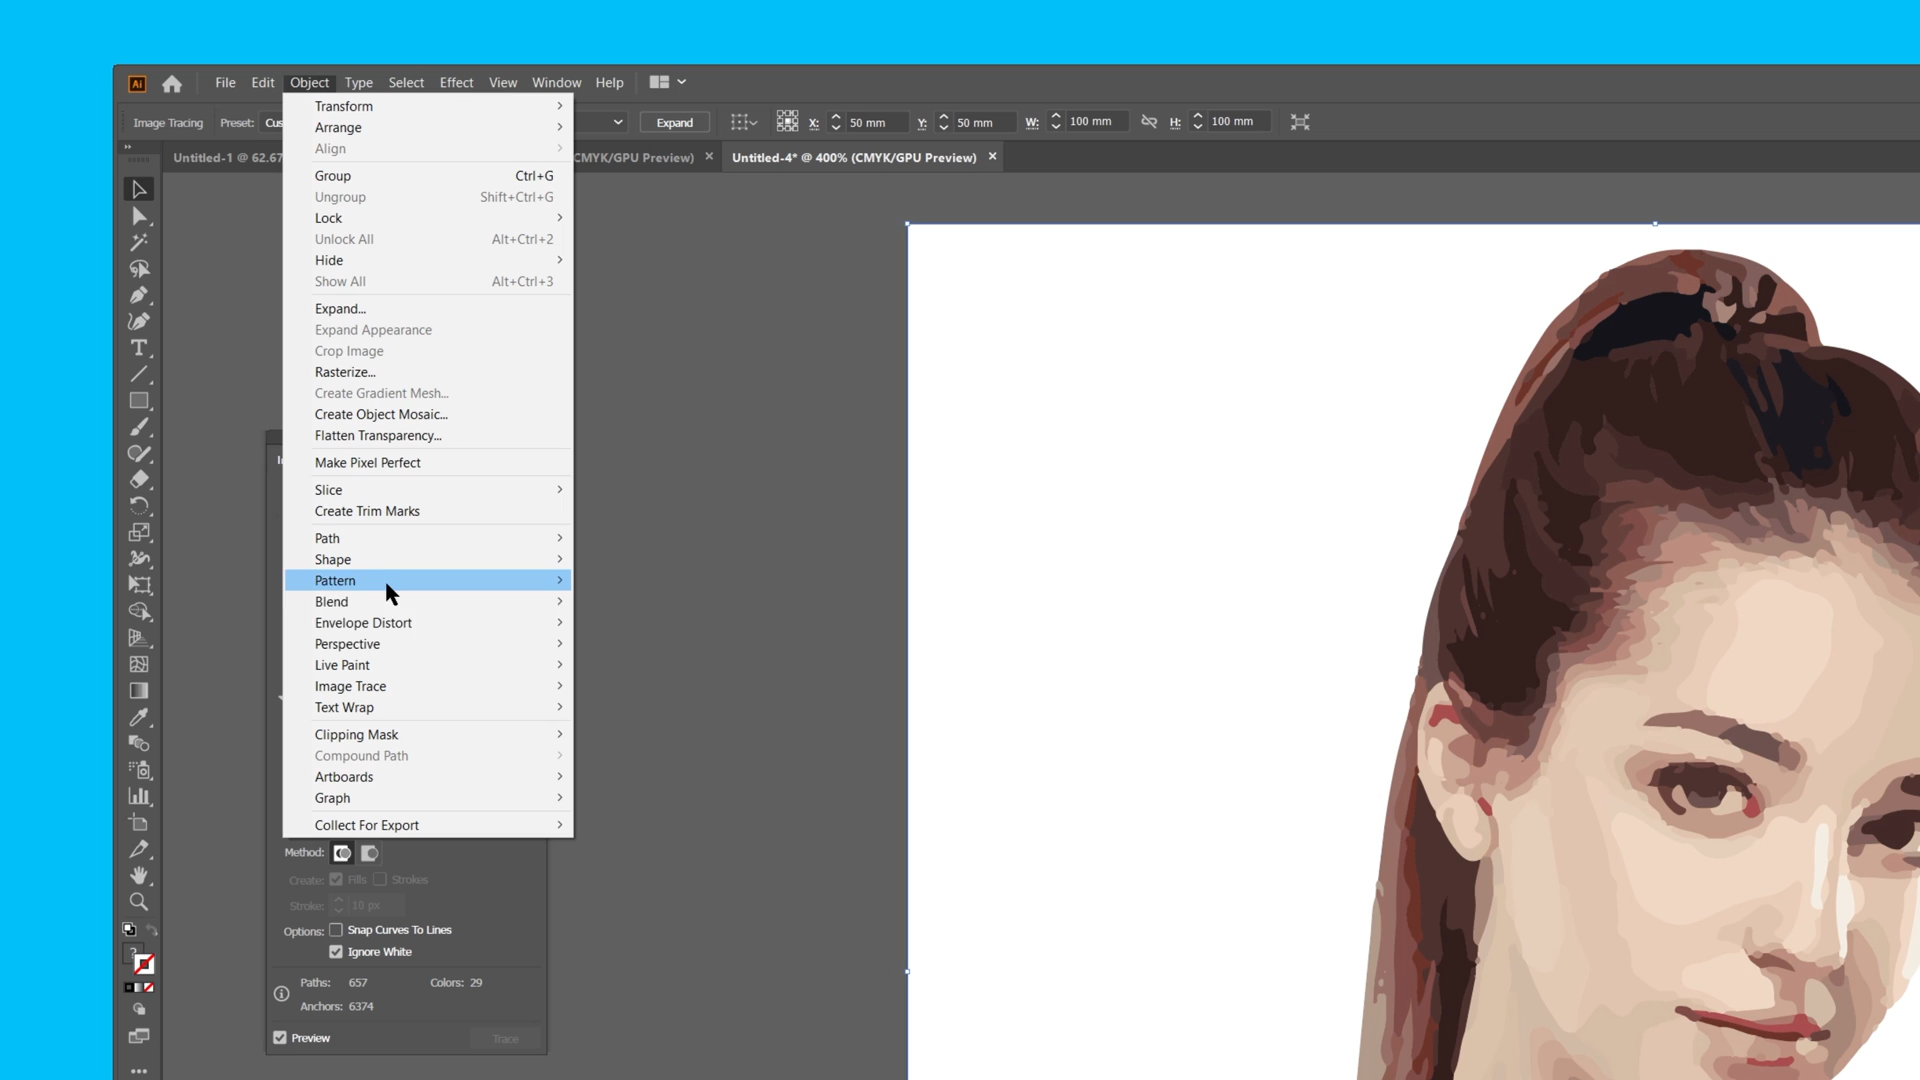 Ai File Edit Object Type Select Effect View Window Help
Image Tracing Preset: Cus Expand X: 50 mm Y: 50 mm W: 100 mm H: 100 mm
Untitled-1 @ 62.67 CMYK/GPU Preview) × Untitled-4* @ 400% (CMYK/GPU Preview) ×
Transform
Arrange
Align
Group Ctrl+G
Ungroup Shift+Ctrl+G
Lock
Unlock All Alt+Ctrl+2
Hide
Show All Alt+Ctrl+3
Expand...
Expand Appearance
Crop Image
Rasterize...
Create Gradient Mesh...
Create Object Mosaic...
Flatten Transparency...
Make Pixel Perfect
Slice
Create Trim Marks
Path
Shape
Pattern
Blend
Envelope Distort
Perspective
Live Paint
Image Trace
Text Wrap
Clipping Mask
Compound Path
Artboards
Graph
Collect For Export
Method:
Create: Fills Strokes
Stroke: 10 px
Options: Snap Curves To Lines
Ignore White
Paths: 657 Colors: 29
Anchors: 6374
Preview Trace